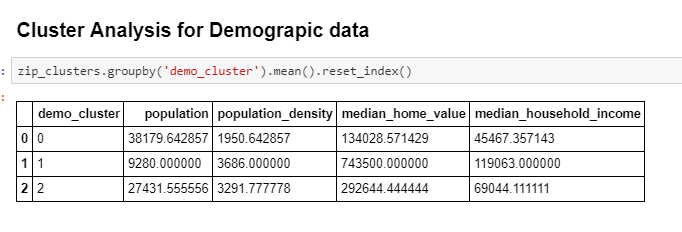 Cluster Analysis for Demograpic data
: zip_clusters.groupby('demo_cluster').mean().reset_index()
:
demo_cluster population population_density median_home_value median_household_income
0 0 38179.642857 1950.642857 134028.571429 45467.357143
1 1 9280.000000 3686.000000 743500.000000 119063.000000
2 2 27431.555556 3291.777778 292644.444444 69044.111111